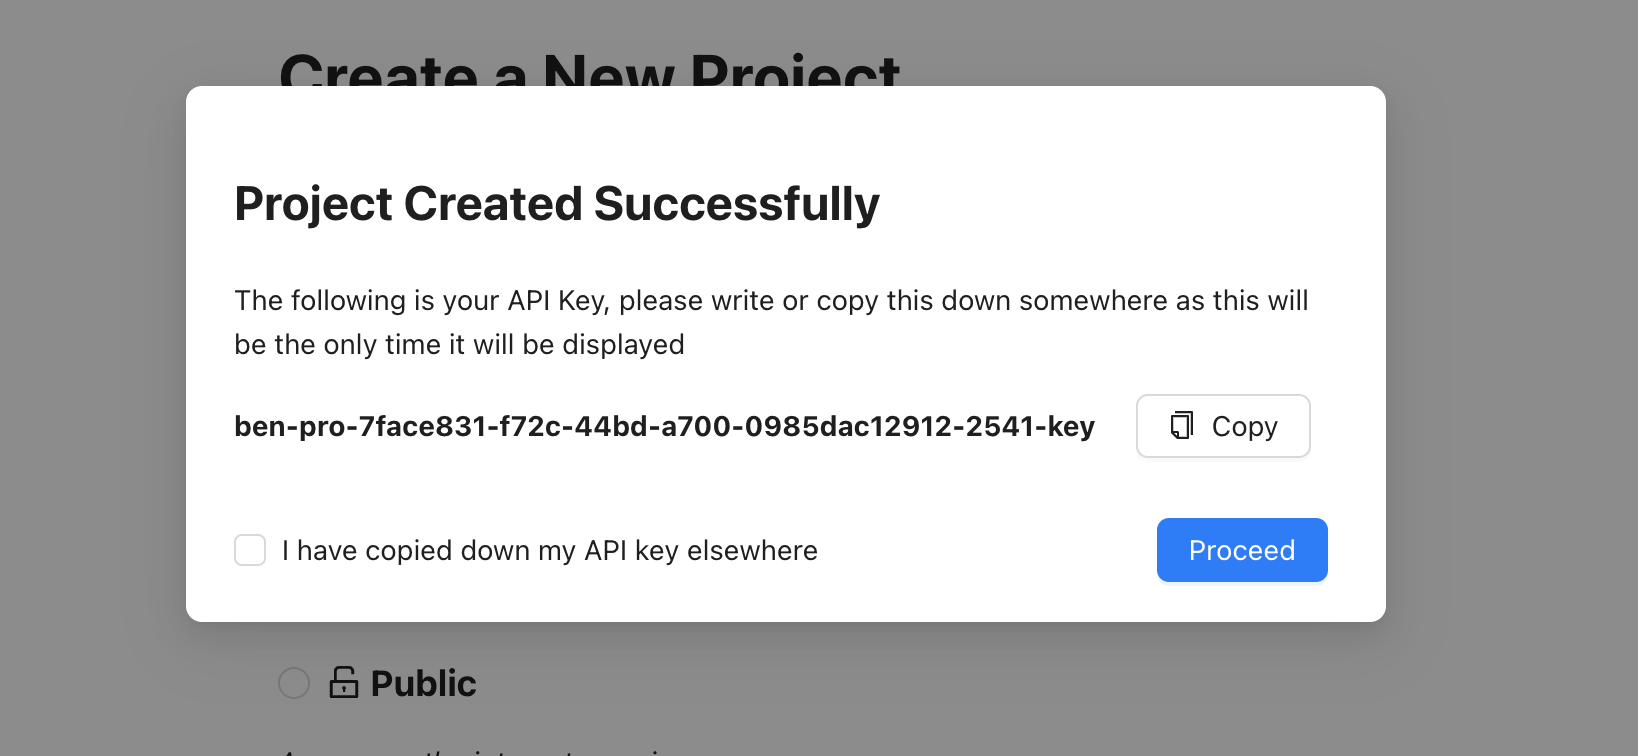 Create a New Project
Project Created Successfully
The following is your API Key, please write or copy this down somewhere as this will
be the only time it will be displayed
ben-pro-7face831-f72c-44bd-a700-0985dac12912-2541-key
Copy
I have copied down my API key elsewhere
Proceed
Public